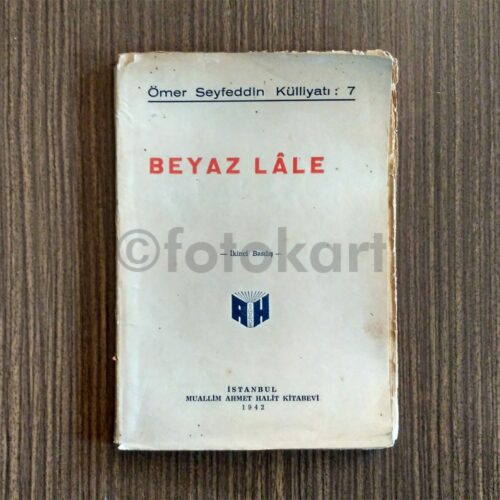 Ömer Seyfeddin Külliyatı: 7
BEYAZ LÂLE
©fotokart
— İkinci Basılış —
AH
İSTANBUL
MUALLİM AHMET HALİT KİTABEVİ
1942